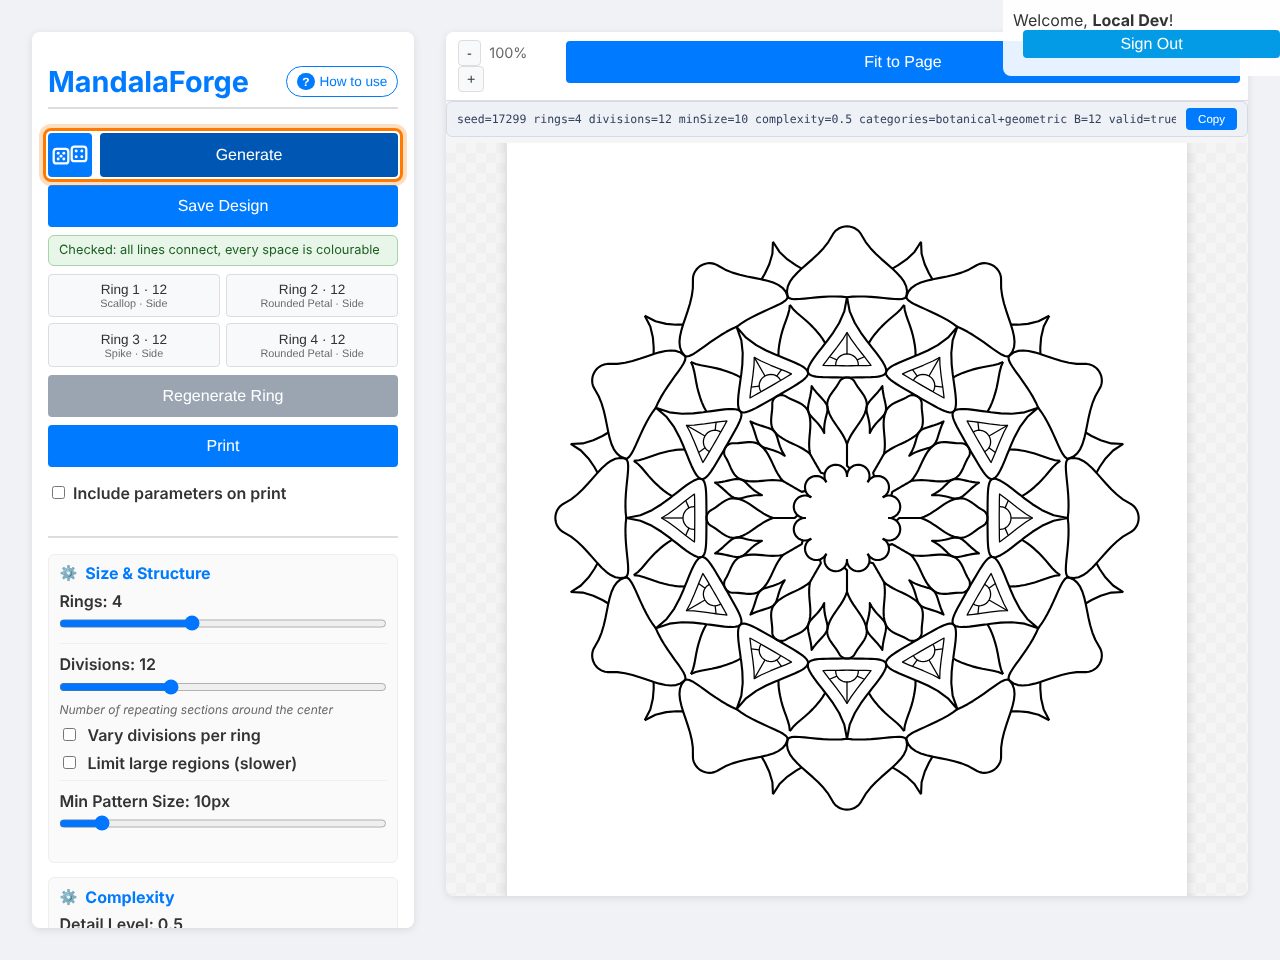 Welcome, Local Dev!
Sign Out
MandalaForge
? How to use
Generate
Save Design
Checked: all lines connect, every space is colourable
Ring 1 · 12
Scallop · Side
Ring 2 · 12
Rounded Petal · Side
Ring 3 · 12
Spike · Side
Ring 4 · 12
Rounded Petal · Side
Regenerate Ring
Print
Include parameters on print
Size & Structure
Rings: 4
Divisions: 12
Number of repeating sections around the center
Vary divisions per ring
Limit large regions (slower)
Min Pattern Size: 10px
Complexity
Detail Level: 0.5
- 100%
+
Fit to Page
seed=17299 rings=4 divisions=12 minSize=10 complexity=0.5 categories=botanical+geometric B=12 valid=true
Copy